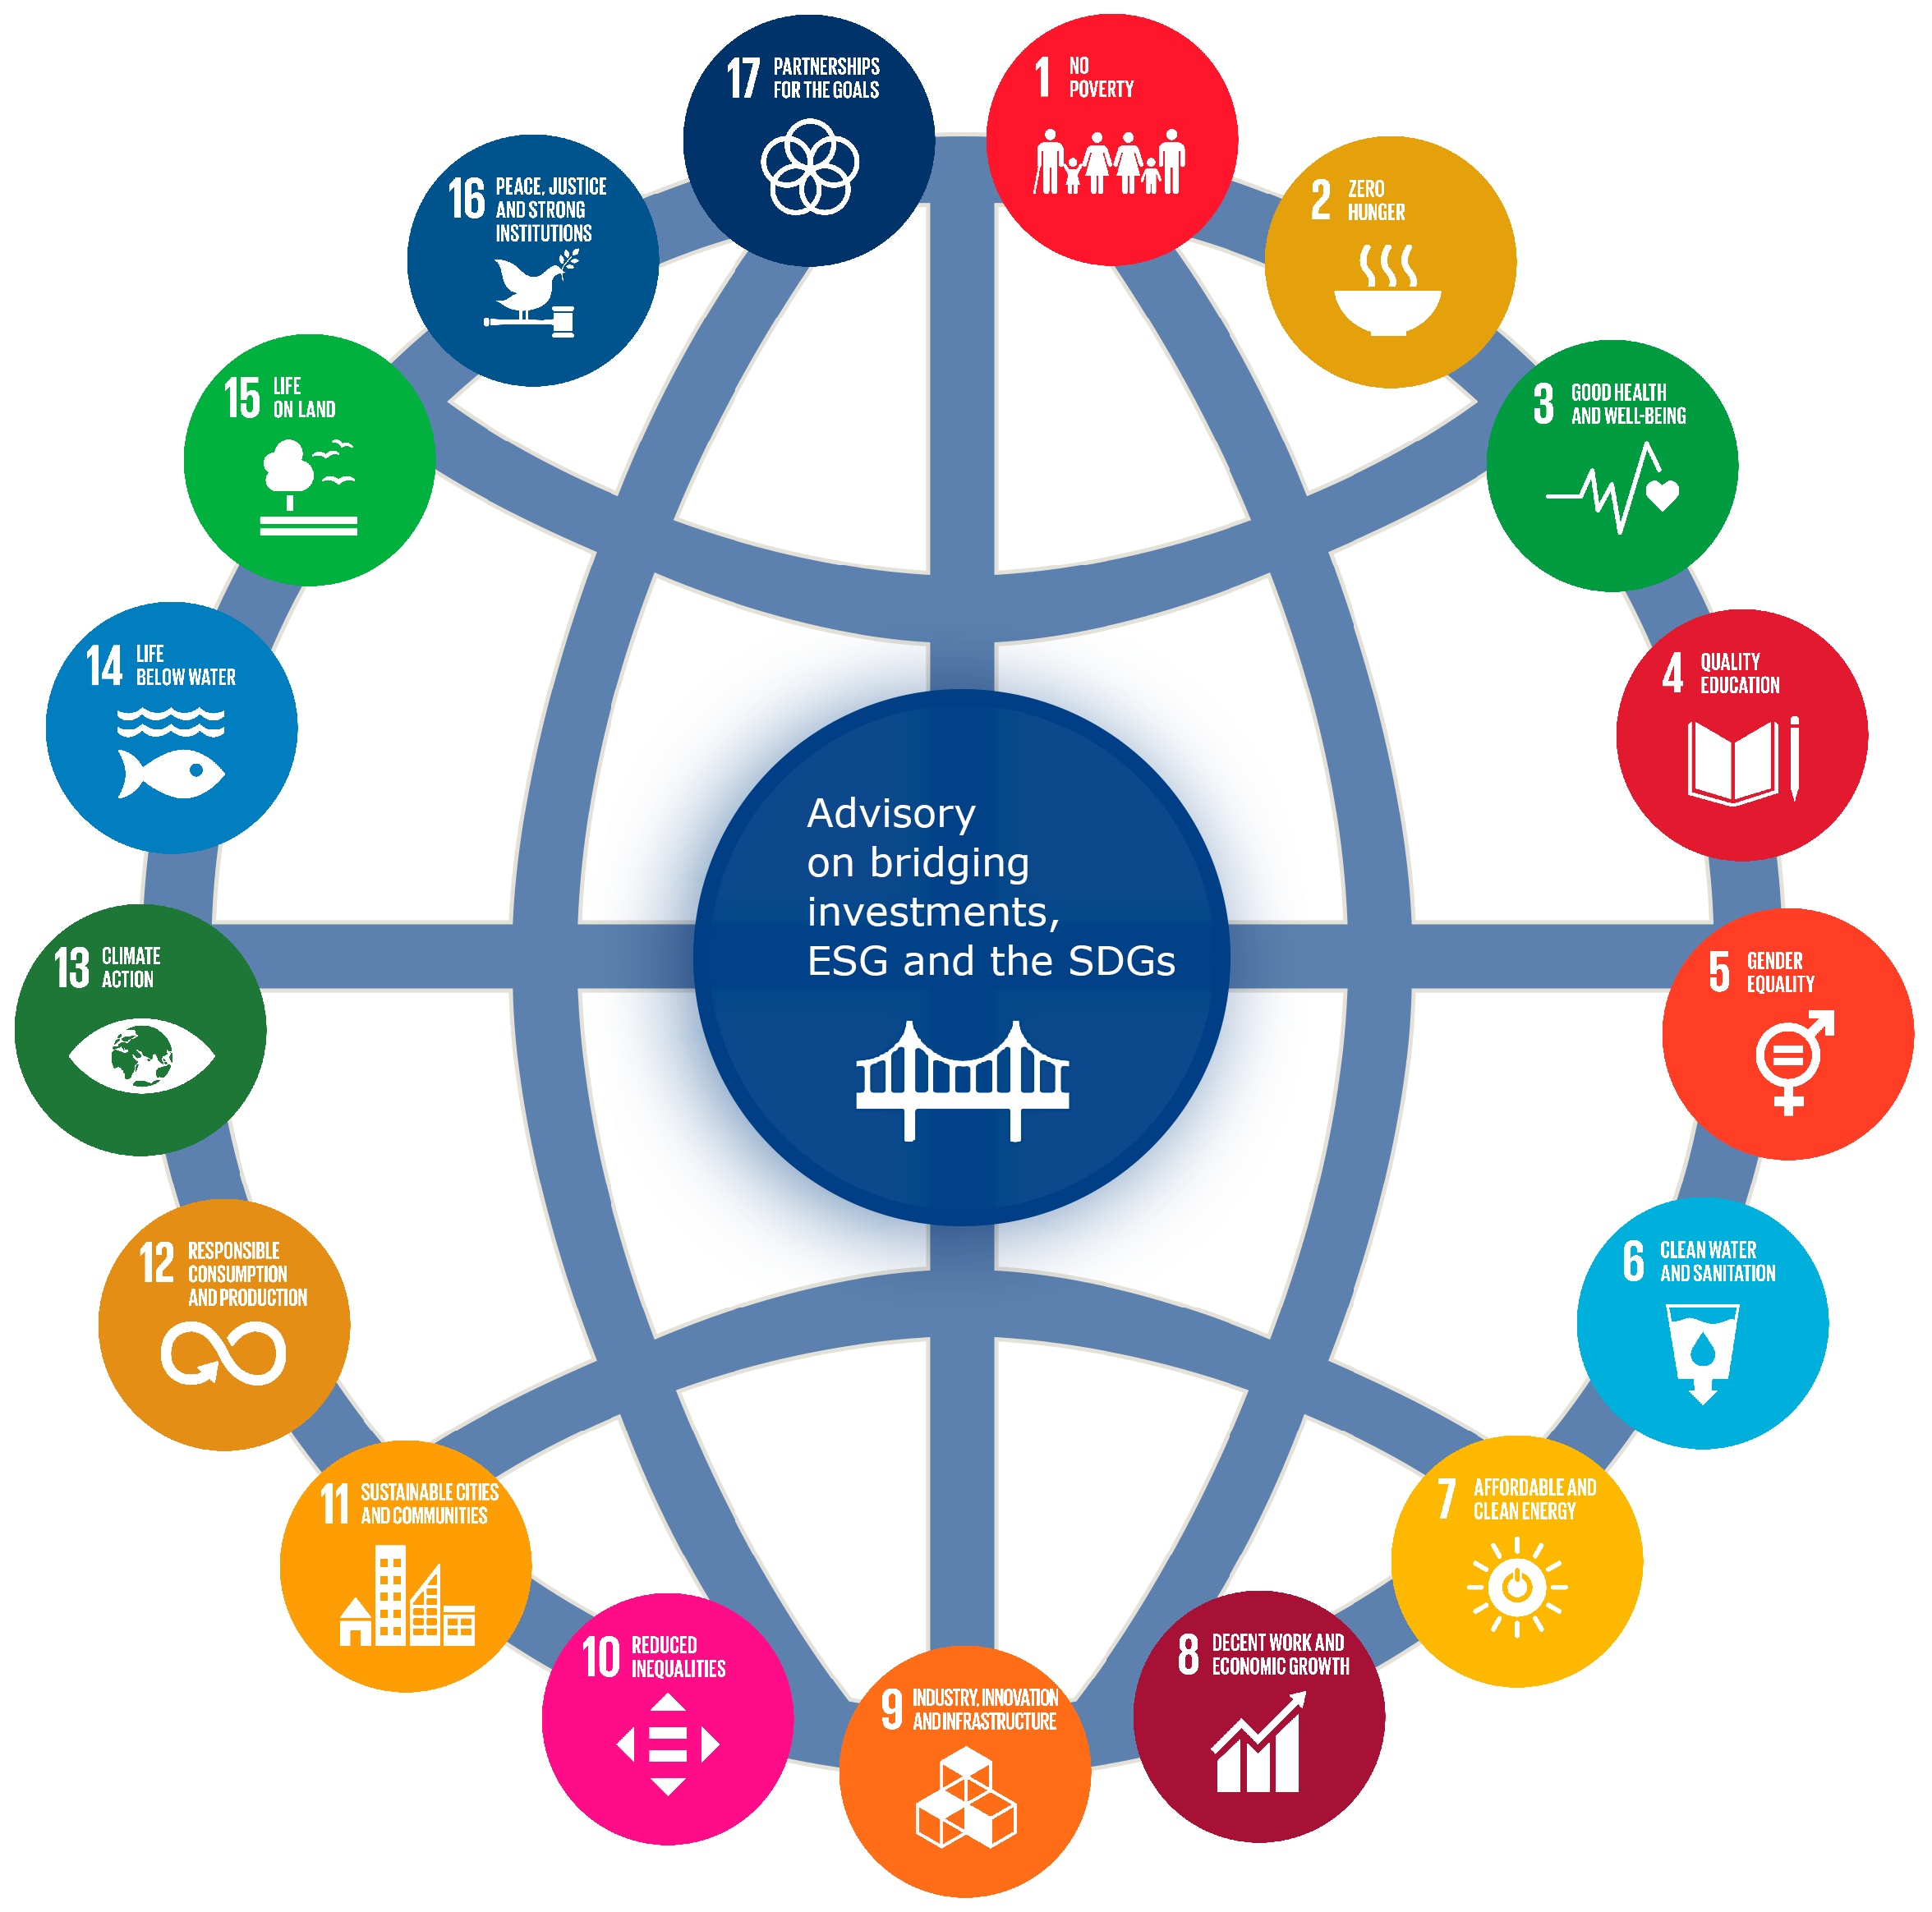 17 PARTNERSHIPS
FOR THE GOALS
1 NO
POVERTY
16 PEACE, JUSTICE
AND STRONG
INSTITUTIONS
2 ZERO
HUNGER
15 LIFE
ON LAND
3 GOOD HEALTH
AND WELL-BEING
14 LIFE
BELOW WATER
4 QUALITY
EDUCATION
Advisory
on bridging
investments,
ESG and the SDGs
13 CLIMATE
ACTION
5 GENDER
EQUALITY
12 RESPONSIBLE
CONSUMPTION
AND PRODUCTION
6 CLEAN WATER
AND SANITATION
11 SUSTAINABLE CITIES
AND COMMUNITIES
7 AFFORDABLE AND
CLEAN ENERGY
10 REDUCED
INEQUALITIES
8 DECENT WORK AND
ECONOMIC GROWTH
9 INDUSTRY, INNOVATION
AND INFRASTRUCTURE